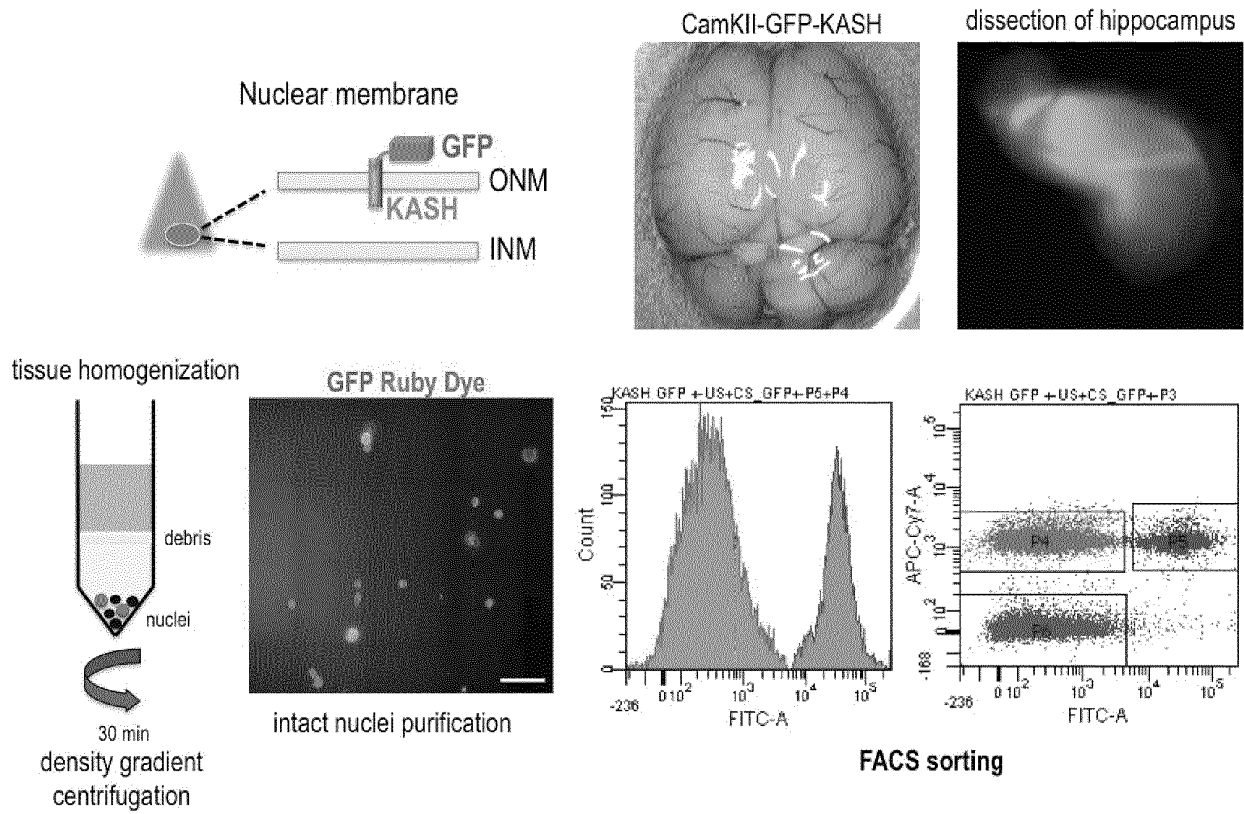 CamKII-GFP-KASH
dissection of hippocampus
Nuclear membrane
GFP
ONM
KASH
INM
tissue homogenization
debris
nuclei
30 min
density gradient
centrifugation
GFP Ruby Dye
intact nuclei purification
KASH GFP +-US+CS_GFP+-P5+P4
Count
150
100
50
0
-236
0 10² 10³ 10⁴ 10⁵
FITC-A
KASH GFP +-US+CS_GFP+-P3
APC-Cy7-A
10⁵
10⁴
10³
10²
0
-168
P4
P5
-236
0 10² 10³ 10⁴ 10⁵
FITC-A
FACS sorting